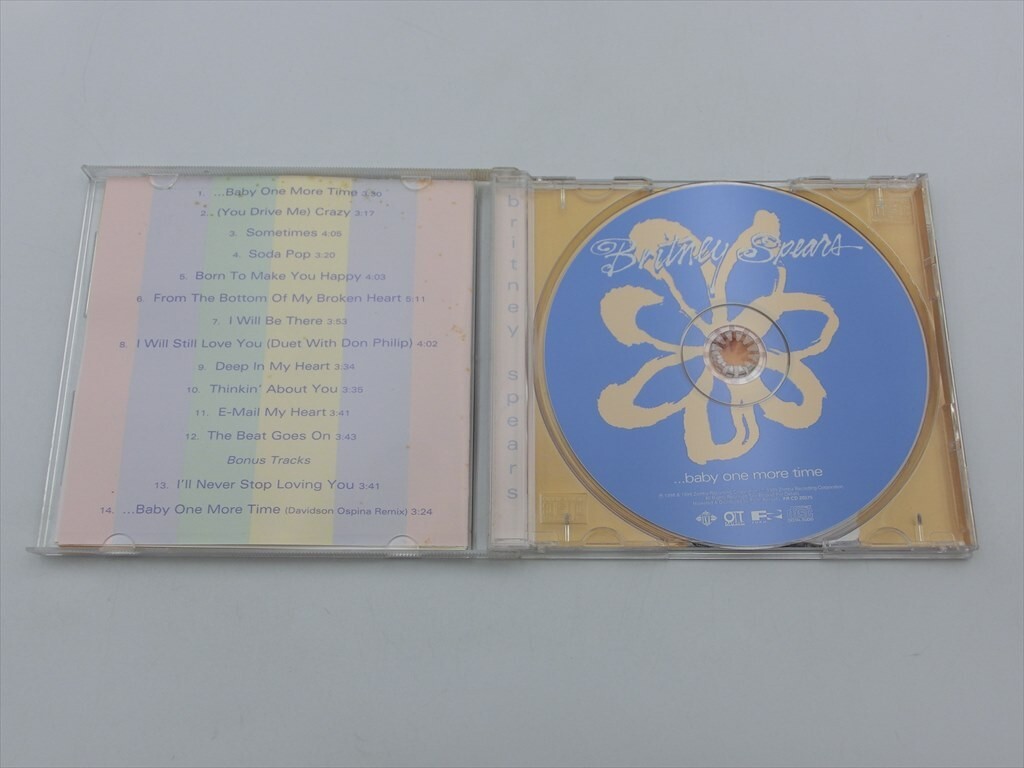 1. ...Baby One More Time 3:30
2. (You Drive Me) Crazy 3:17
3. Sometimes 4:05
4. Soda Pop 3:20
5. Born To Make You Happy 4:03
6. From The Bottom Of My Broken Heart 5:11
7. I Will Be There 3:53
8. I Will Still Love You (Duet With Don Philip) 4:02
9. Deep In My Heart 3:34
10. Thinkin' About You 3:35
11. E-Mail My Heart 3:41
12. The Beat Goes On 3:43
Bonus Tracks
13. I'll Never Stop Loving You 3:41
14. ...Baby One More Time (Davidson Ospina Remix) 3:24
britney spears
Britney Spears
...baby one more time